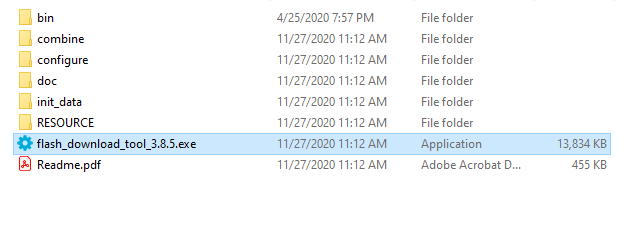 bin 4/25/2020 7:57 PM File folder
combine 11/27/2020 11:12 AM File folder
configure 11/27/2020 11:12 AM File folder
doc 11/27/2020 11:12 AM File folder
init_data 11/27/2020 11:12 AM File folder
RESOURCE 11/27/2020 11:12 AM File folder
flash_download_tool_3.8.5.exe 11/27/2020 11:12 AM Application 13,834 KB
Readme.pdf 11/27/2020 11:12 AM Adobe Acrobat D... 455 KB